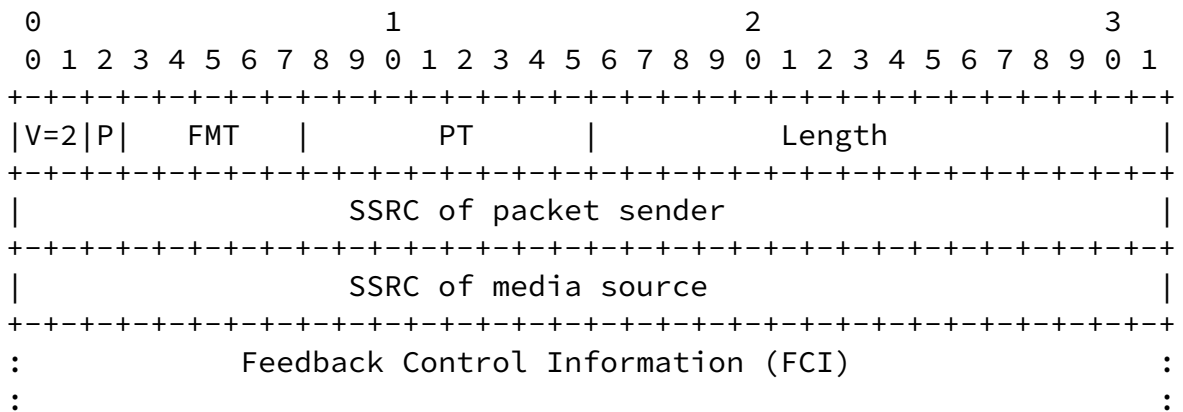 0                   1                   2                   3
 0 1 2 3 4 5 6 7 8 9 0 1 2 3 4 5 6 7 8 9 0 1 2 3 4 5 6 7 8 9 0 1
+-+-+-+-+-+-+-+-+-+-+-+-+-+-+-+-+-+-+-+-+-+-+-+-+-+-+-+-+-+-+-+-+
|V=2|P|   FMT   |       PT      |          Length               |
+-+-+-+-+-+-+-+-+-+-+-+-+-+-+-+-+-+-+-+-+-+-+-+-+-+-+-+-+-+-+-+-+
|                  SSRC of packet sender                        |
+-+-+-+-+-+-+-+-+-+-+-+-+-+-+-+-+-+-+-+-+-+-+-+-+-+-+-+-+-+-+-+-+
|                  SSRC of media source                         |
+-+-+-+-+-+-+-+-+-+-+-+-+-+-+-+-+-+-+-+-+-+-+-+-+-+-+-+-+-+-+-+-+
:            Feedback Control Information (FCI)                 :
:                                                               :